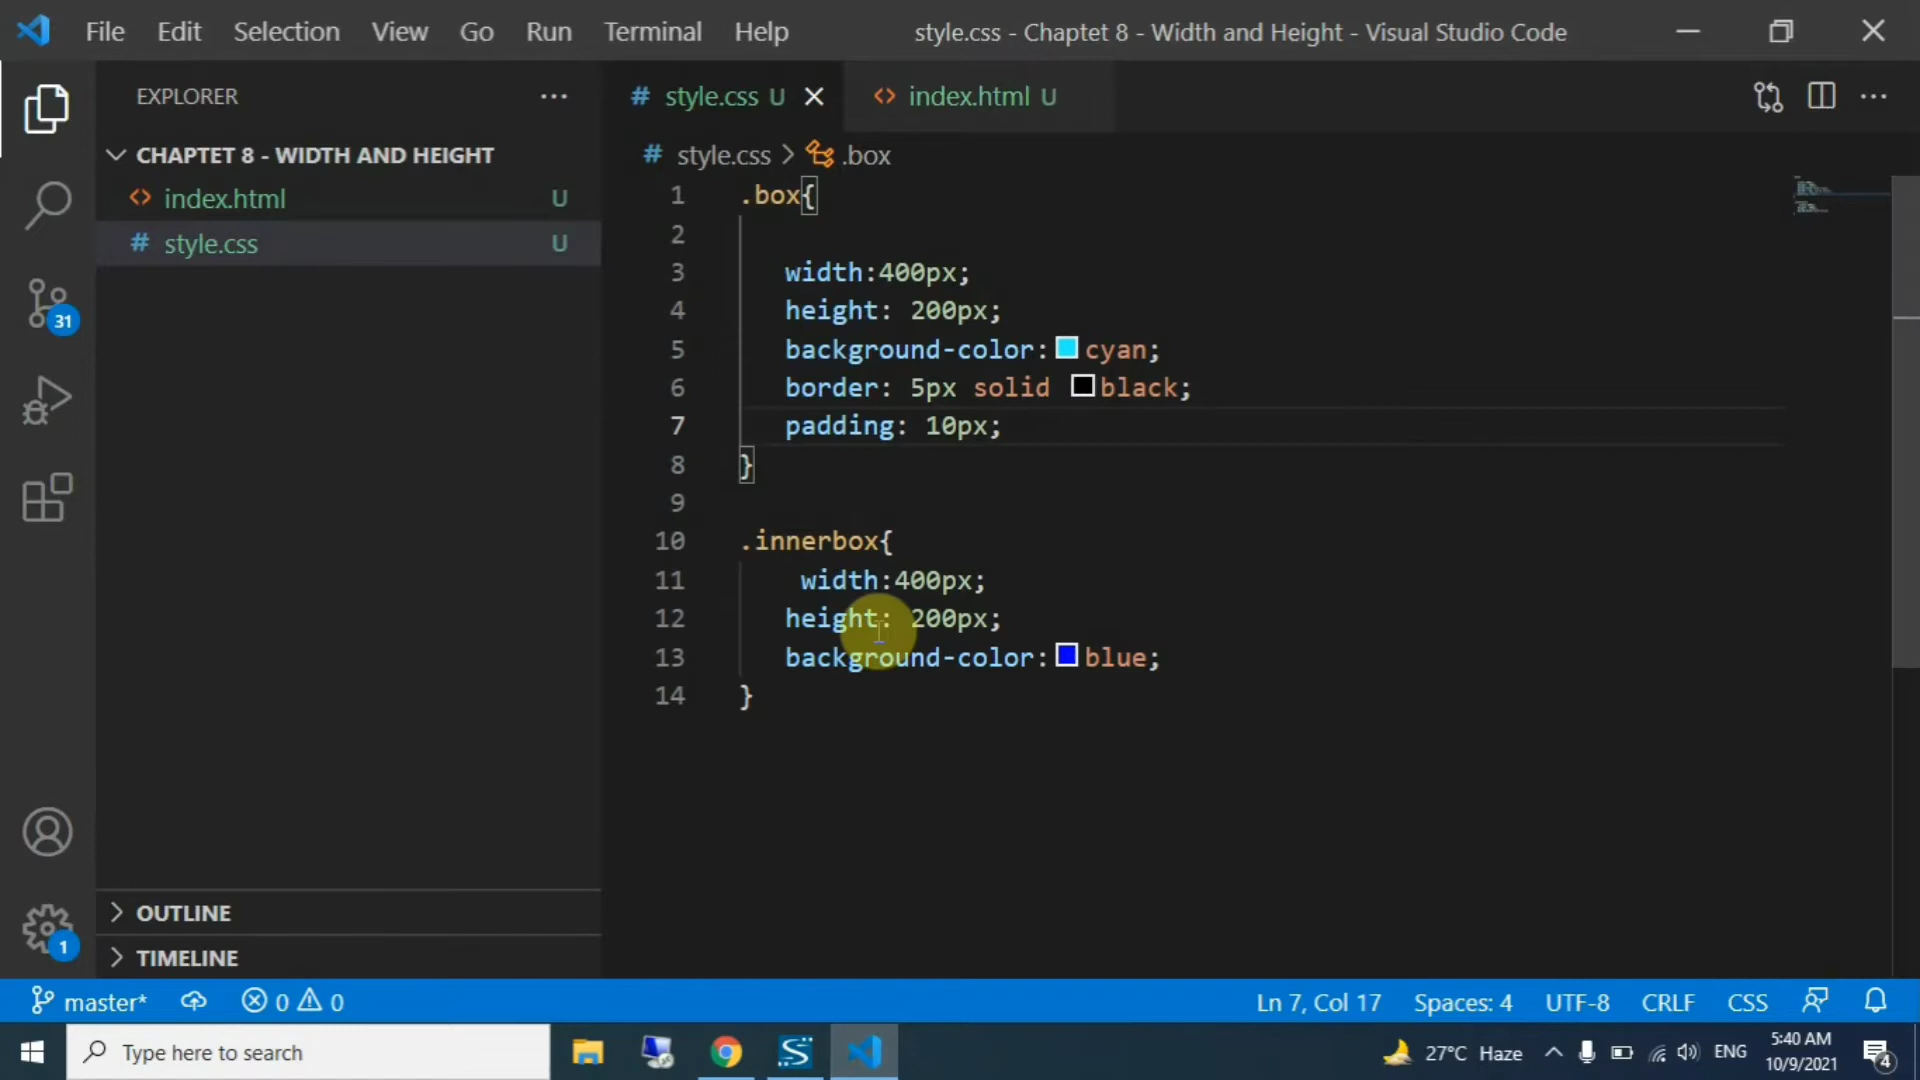 File Edit Selection View Go Run Terminal Help style.css - Chaptet 8 - Width and Height - Visual Studio Code
EXPLORER ...
# style.css U
<> index.html U
...
CHAPTET 8 - WIDTH AND HEIGHT
<> index.html U
# style.css U
# style.css > .box
1 .box{
2
3 width:400px;
4 height: 200px;
5 background-color: cyan;
6 border: 5px solid black;
7 padding: 10px;
8 }
9
10 .innerbox{
11 width:400px;
12 height: 200px;
13 background-color: blue;
14 }
31
1
OUTLINE
TIMELINE
master* 0 0 Ln 7, Col 17 Spaces: 4 UTF-8 CRLF CSS
Type here to search
27°C Haze ENG
5:40 AM
10/9/2021
4